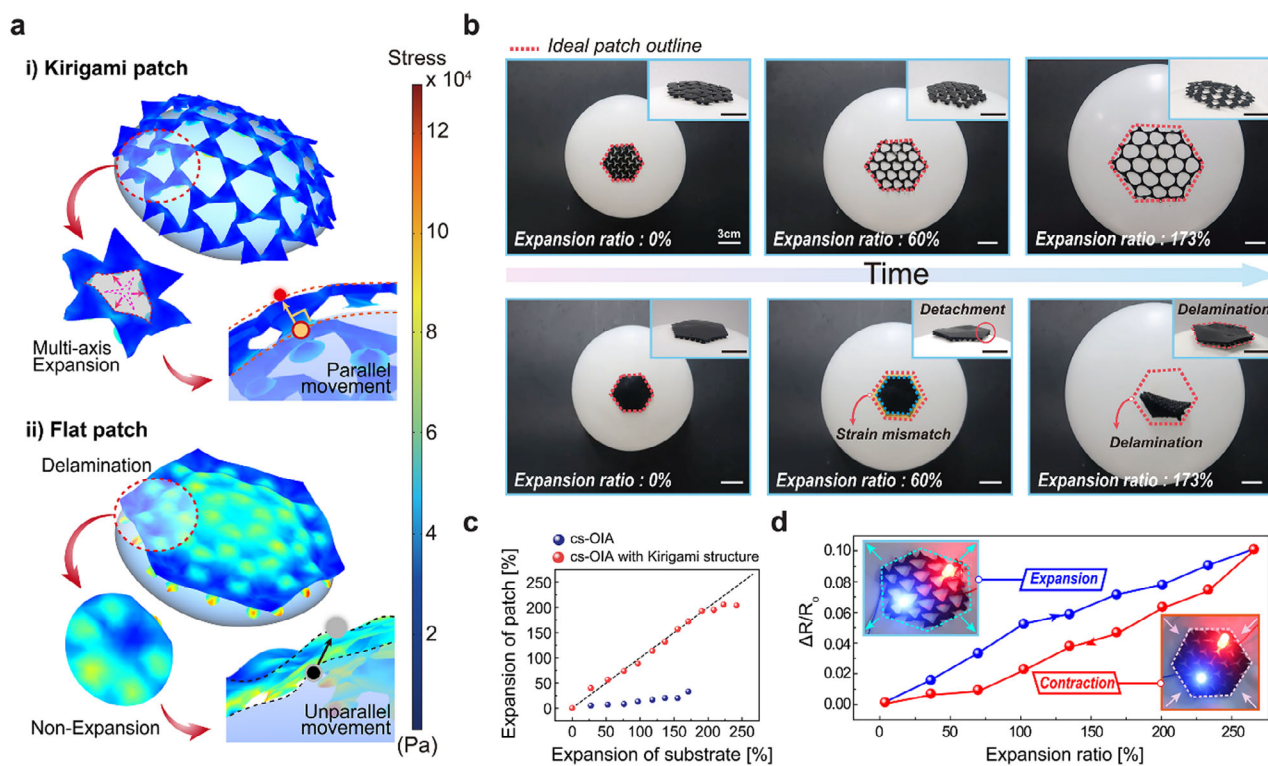 a
i) Kirigami patch
Multi-axis
Expansion
Parallel
movement
ii) Flat patch
Delamination
Non-Expansion
Unparallel
movement
Stress
x 10⁴
12
10
8
6
4
2
(Pa)
b
Ideal patch outline
Expansion ratio : 0%
3cm
Expansion ratio : 60%
Expansion ratio : 173%
Time
Expansion ratio : 0%
Detachment
Strain mismatch
Expansion ratio : 60%
Delamination
Delamination
Expansion ratio : 173%
c
cs-OIA
cs-OIA with Kirigami structure
Expansion of patch [%]
250
200
150
100
50
0
0 50 100 150 200 250
Expansion of substrate [%]
d
ΔR/R₀
0.10
0.08
0.06
0.04
0.02
0.00
Expansion
Contraction
0 50 100 150 200 250
Expansion ratio [%]